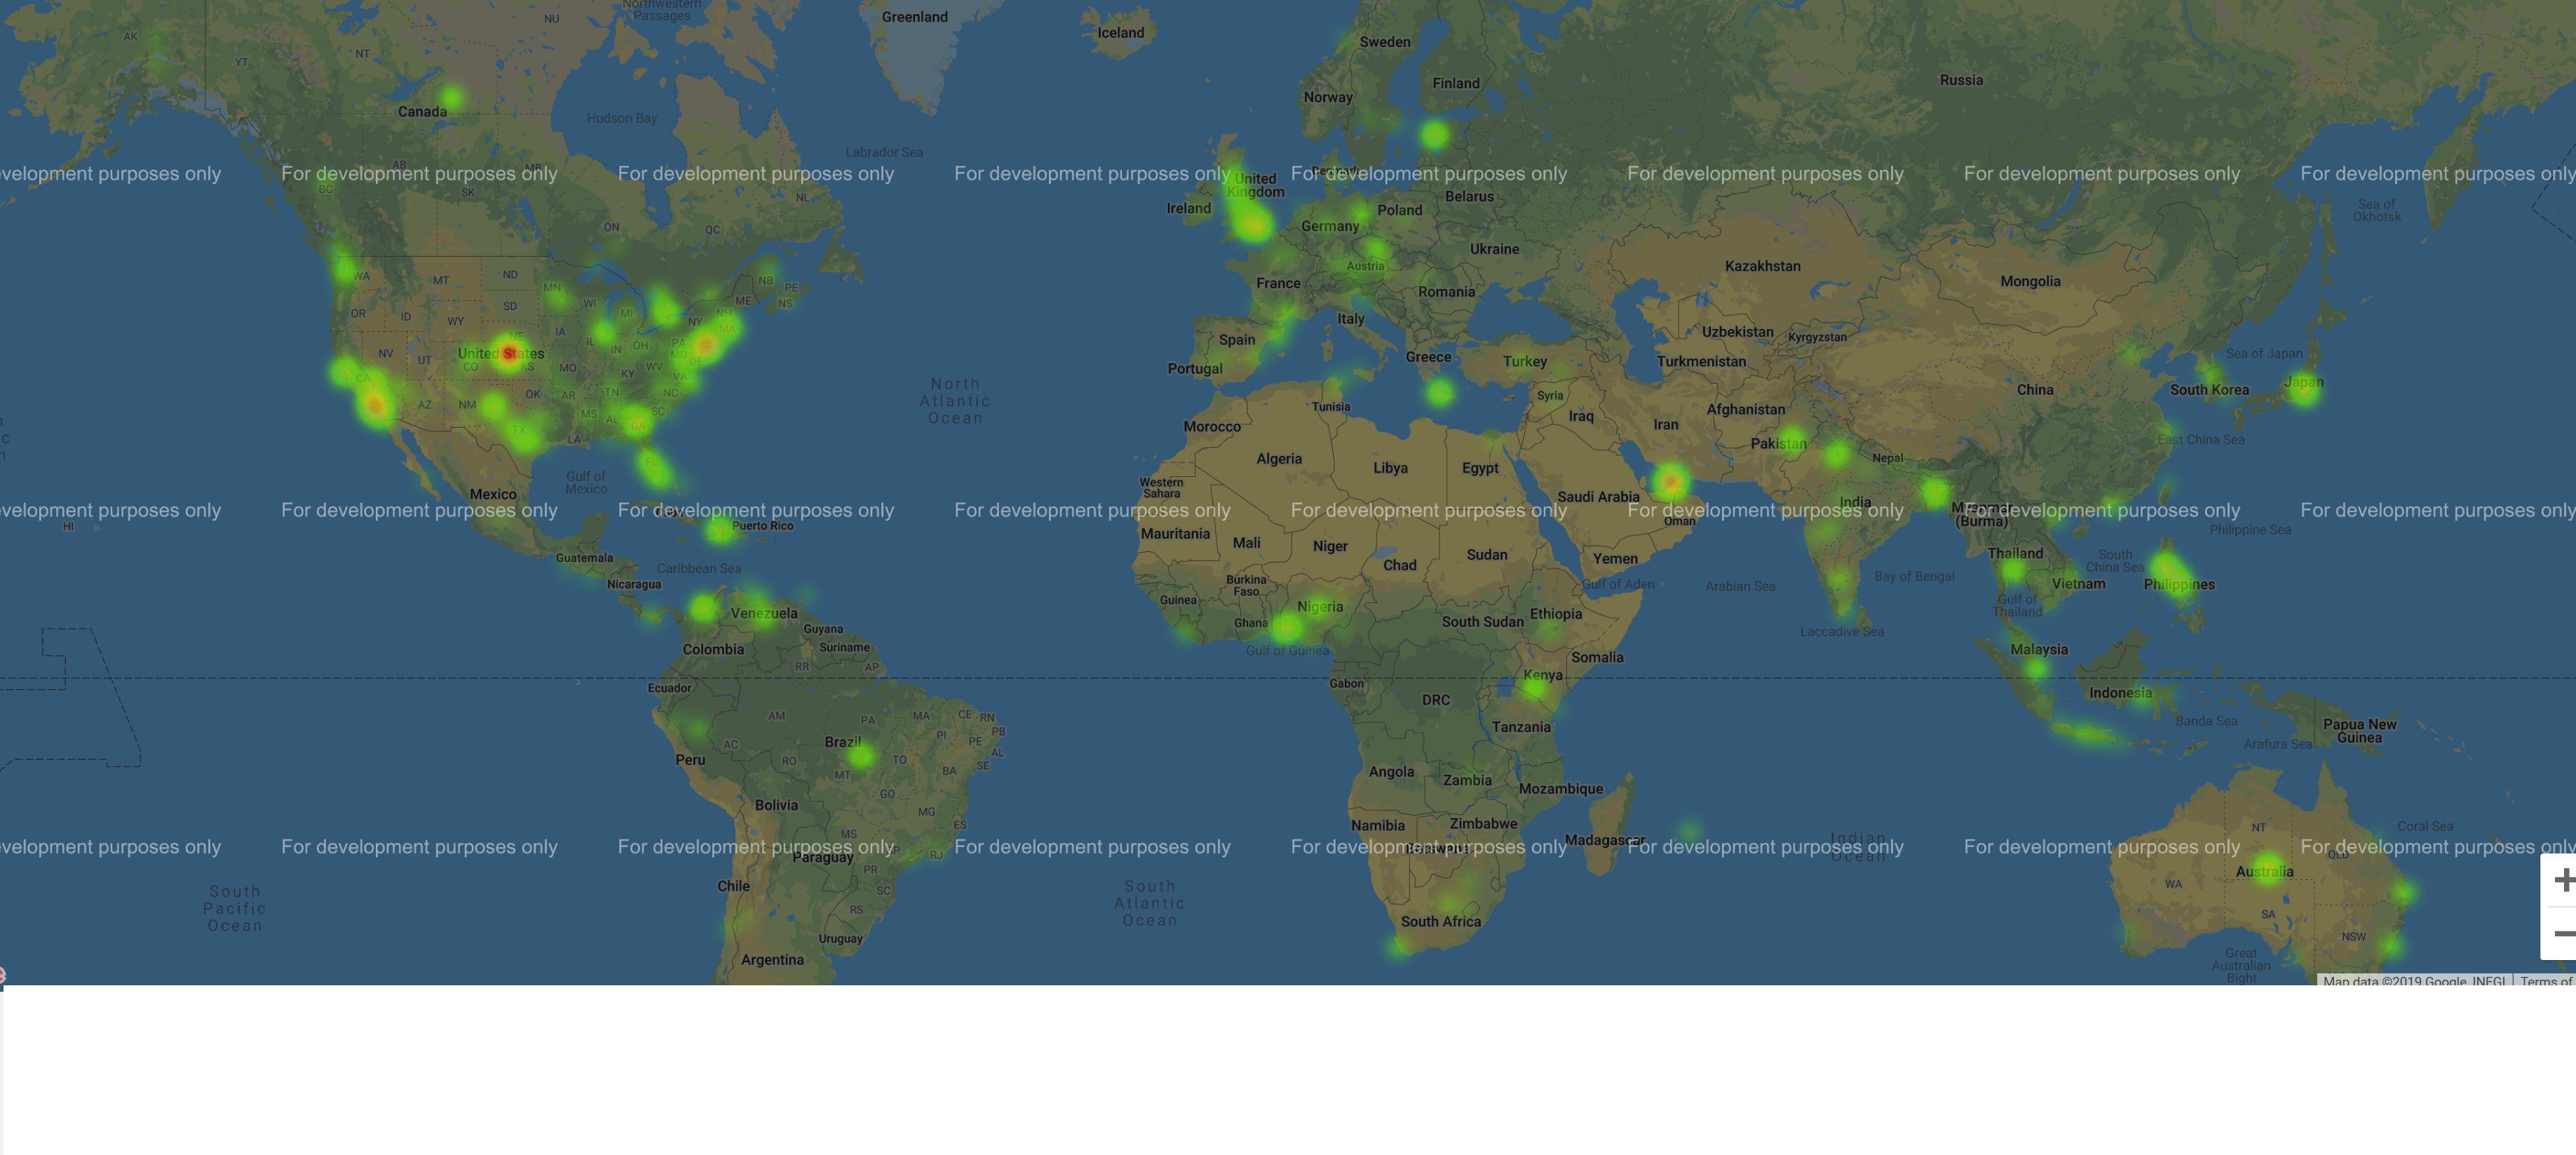 Northwestern
Passages
Greenland
Iceland
Sweden
Finland
Norway
Russia
AK
YT
NT
NU
Canada
Hudson Bay
Labrador Sea
evelopment purposes only
For development purposes only
For development purposes only
For development purposes only
For development purposes only
For development purposes only
For development purposes only
For development purposes only
BC
AB
SK
MB
ON
QC
NL
NB
PE
NS
United
Kingdom
Ireland
Poland
Belarus
Germany
Ukraine
Austria
France
Romania
Italy
Spain
Portugal
Greece
Turkey
Kazakhstan
Mongolia
Sea of
Okhotsk
Uzbekistan
Kyrgyzstan
Turkmenistan
Sea of Japan
Japan
South Korea
China
East China Sea
WA
MT
ND
MN
OR
ID
WY
SD
WI
MI
NY
NH
ME
MA
NV
UT
United States
NE
IA
IL
IN
OH
PA
MD
DE
CA
CO
KS
MO
KY
WV
VA
AZ
NM
OK
AR
TN
NC
MS
AL
GA
SC
TX
LA
FL
North
Atlantic
Ocean
Morocco
Tunisia
Algeria
Libya
Egypt
Syria
Iraq
Iran
Afghanistan
Pakistan
Nepal
India
Saudi Arabia
Oman
Yemen
Western
Sahara
Gulf of
Mexico
Mexico
evelopment purposes only
For development purposes only
For development purposes only
For development purposes only
For development purposes only
For development purposes only
For development purposes only
For development purposes only
HI
Puerto Rico
Guatemala
Nicaragua
Caribbean Sea
Mauritania
Mali
Niger
Chad
Sudan
Burkina
Faso
Guinea
Ghana
Nigeria
Gulf of Guinea
South Sudan
Ethiopia
Somalia
Gulf of Aden
Arabian Sea
Bay of Bengal
Laccadive Sea
Myanmar
(Burma)
Thailand
Gulf of
Thailand
Vietnam
South
China Sea
Philippines
Philippine Sea
Venezuela
Guyana
Suriname
Colombia
Ecuador
RR
AP
AM
PA
MA
CE
RN
PB
PE
PI
AL
SE
AC
RO
TO
BA
MT
Brazil
Peru
GO
MG
ES
MS
Bolivia
Paraguay
RJ
PR
SC
RS
Chile
Uruguay
Argentina
Gabon
DRC
Kenya
Tanzania
Angola
Zambia
Mozambique
Namibia
Zimbabwe
Madagascar
South Africa
Malaysia
Indonesia
Banda Sea
Arafura Sea
Papua New
Guinea
Coral Sea
evelopment purposes only
For development purposes only
For development purposes only
For development purposes only
For development purposes only
For development purposes only
For development purposes only
For development purposes only
South
Pacific
Ocean
South
Atlantic
Ocean
Indian
Ocean
NT
QLD
Australia
WA
SA
NSW
Great
Australian
Bight
+
−
Map data ©2019 Google, INEGI
Terms of